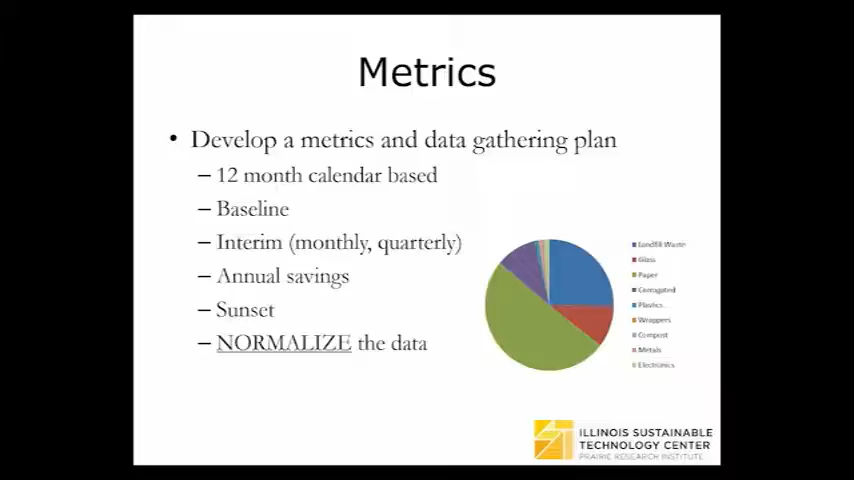 Metrics
• Develop a metrics and data gathering plan
– 12 month calendar based
– Baseline
– Interim (monthly, quarterly)
– Annual savings
– Sunset
– NORMALIZE the data
Landfill Waste
Glass
Paper
Corrugated
Plastics
Wrappers
Compost
Metals
Electronics
ILLINOIS SUSTAINABLE
TECHNOLOGY CENTER
PRAIRIE RESEARCH INSTITUTE